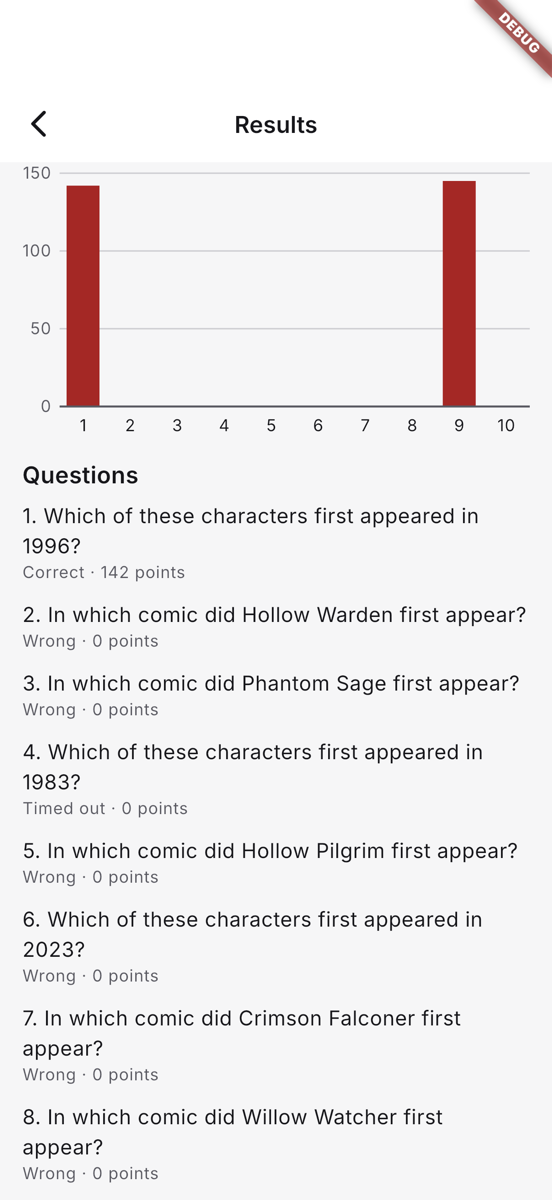 DEBUG
Results
150
100
50
0
1 2 3 4 5 6 7 8 9 10
Questions
1. Which of these characters first appeared in
1996?
Correct · 142 points
2. In which comic did Hollow Warden first appear?
Wrong · 0 points
3. In which comic did Phantom Sage first appear?
Wrong · 0 points
4. Which of these characters first appeared in
1983?
Timed out · 0 points
5. In which comic did Hollow Pilgrim first appear?
Wrong · 0 points
6. Which of these characters first appeared in
2023?
Wrong · 0 points
7. In which comic did Crimson Falconer first
appear?
Wrong · 0 points
8. In which comic did Willow Watcher first
appear?
Wrong · 0 points